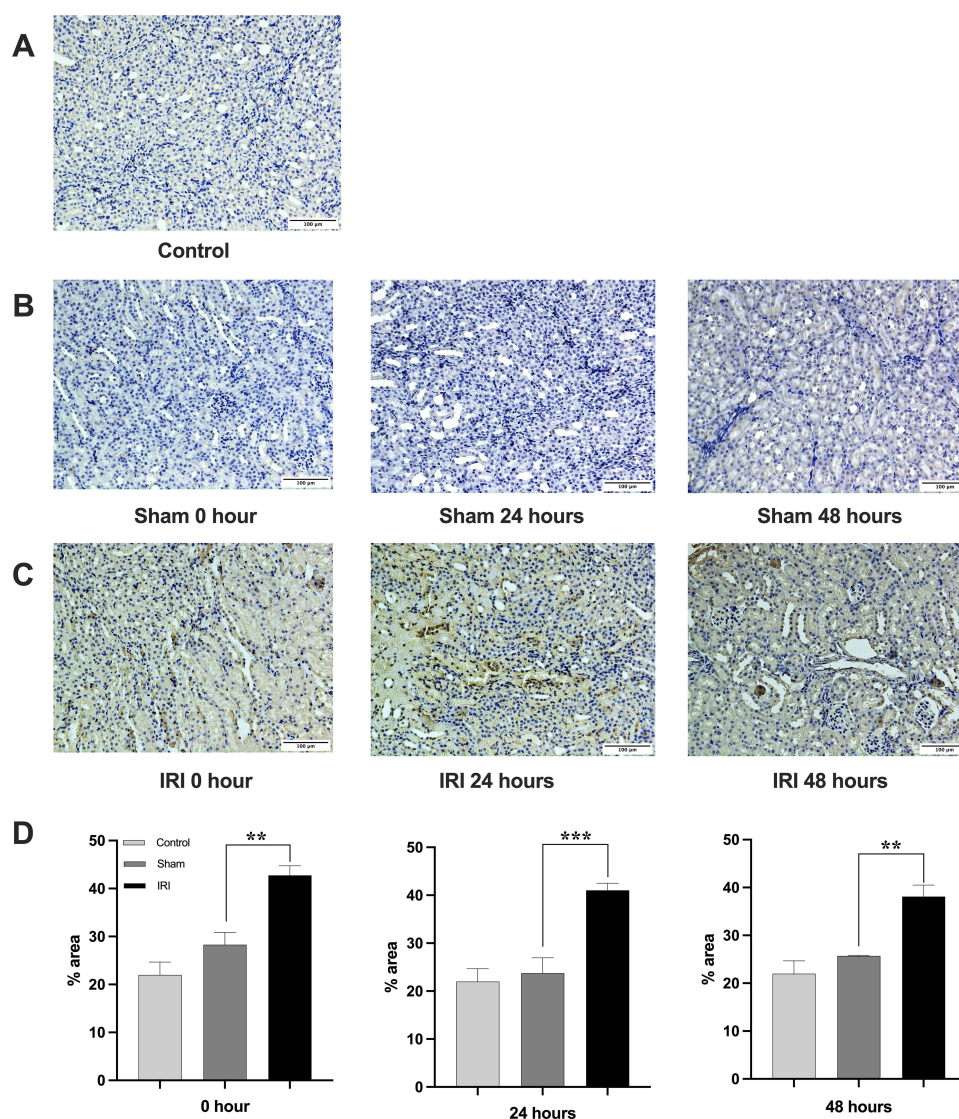 A
100 μm
Control
B
100 μm
100 μm
100 μm
Sham 0 hour
Sham 24 hours
Sham 48 hours
C
100 μm
100 μm
100 μm
IRI 0 hour
IRI 24 hours
IRI 48 hours
D
50
40
30
20
10
0
% area
Control
Sham
IRI
**
0 hour
50
40
30
20
10
0
% area
***
24 hours
50
40
30
20
10
0
% area
**
48 hours